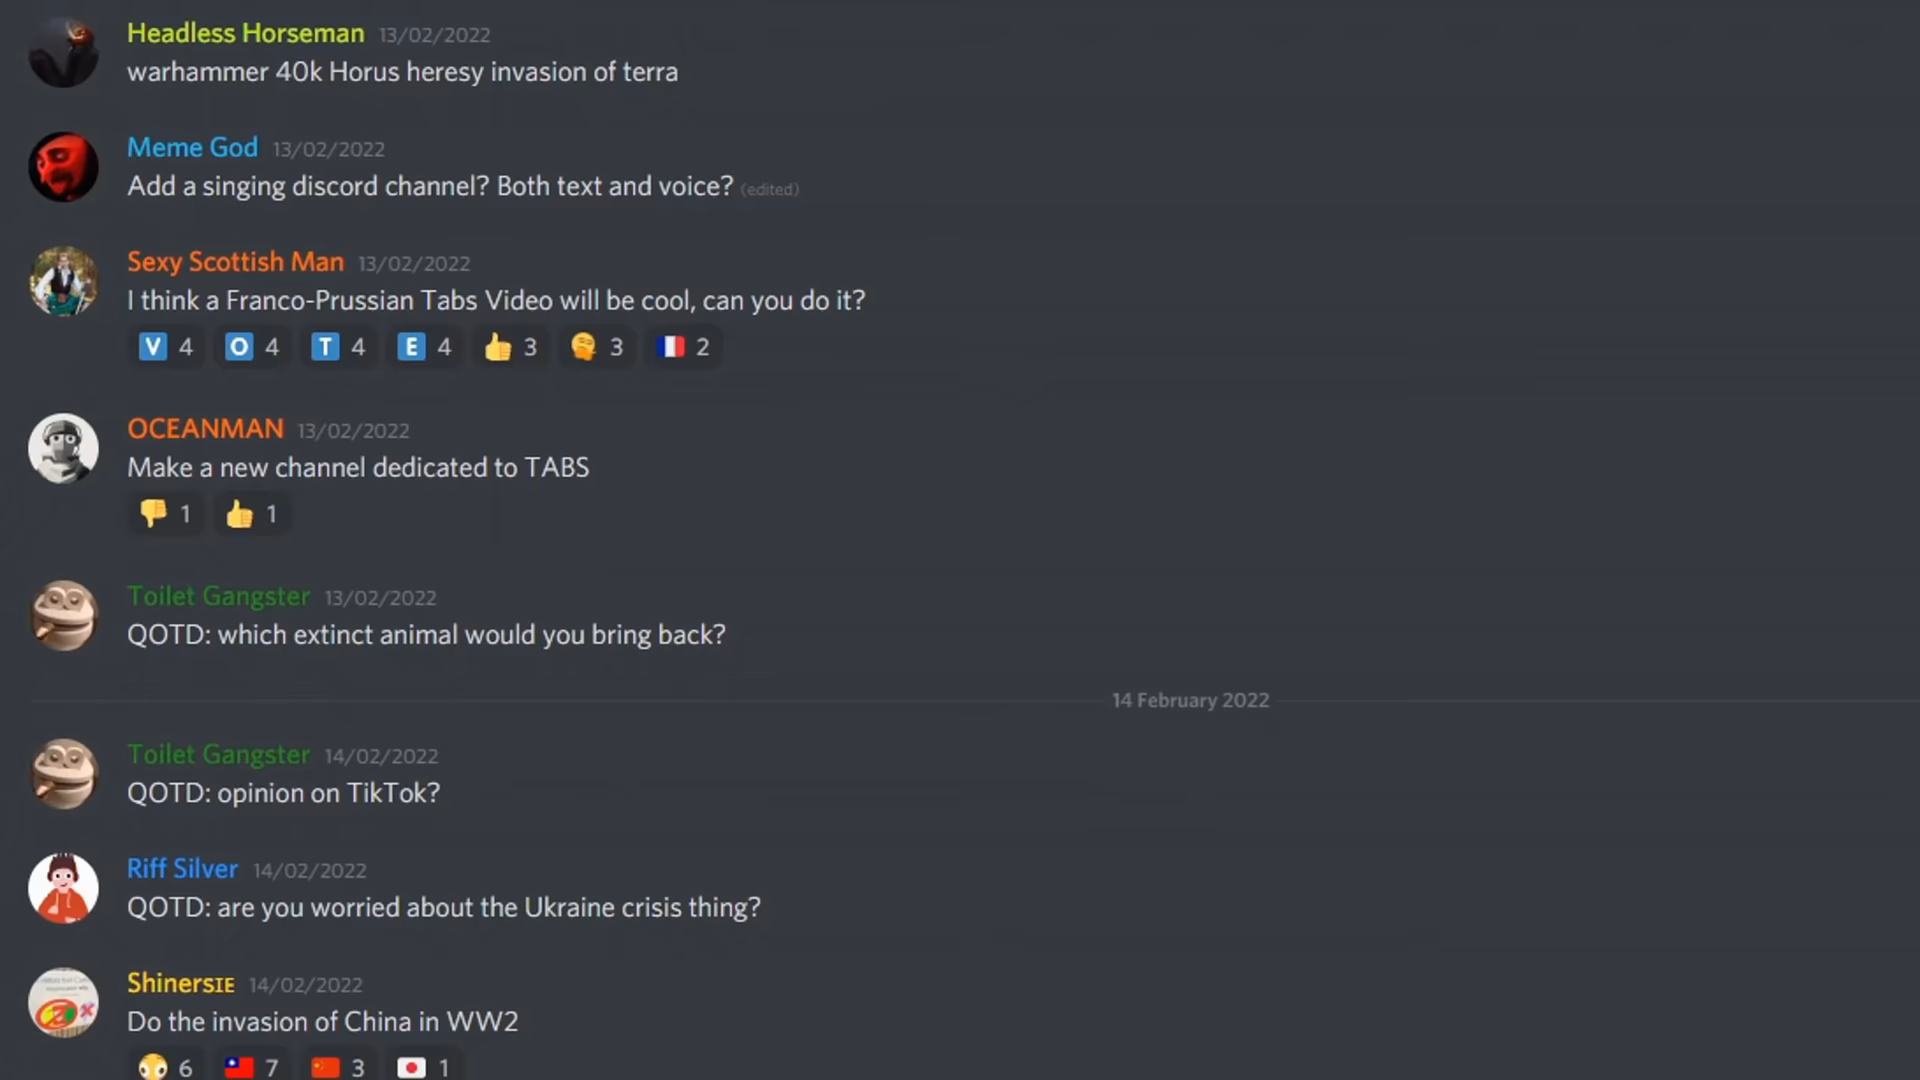 Headless Horseman 13/02/2022
warhammer 40k Horus heresy invasion of terra
Meme God 13/02/2022
Add a singing discord channel? Both text and voice? (edited)
Sexy Scottish Man 13/02/2022
I think a Franco-Prussian Tabs Video will be cool, can you do it?
V 4 O 4 T 4 E 4 3 3 2
OCEANMAN 13/02/2022
Make a new channel dedicated to TABS
1 1
Toilet Gangster 13/02/2022
QOTD: which extinct animal would you bring back?
14 February 2022
Toilet Gangster 14/02/2022
QOTD: opinion on TikTok?
Riff Silver 14/02/2022
QOTD: are you worried about the Ukraine crisis thing?
Shinersɪᴇ 14/02/2022
Do the invasion of China in WW2
6 7 3 1